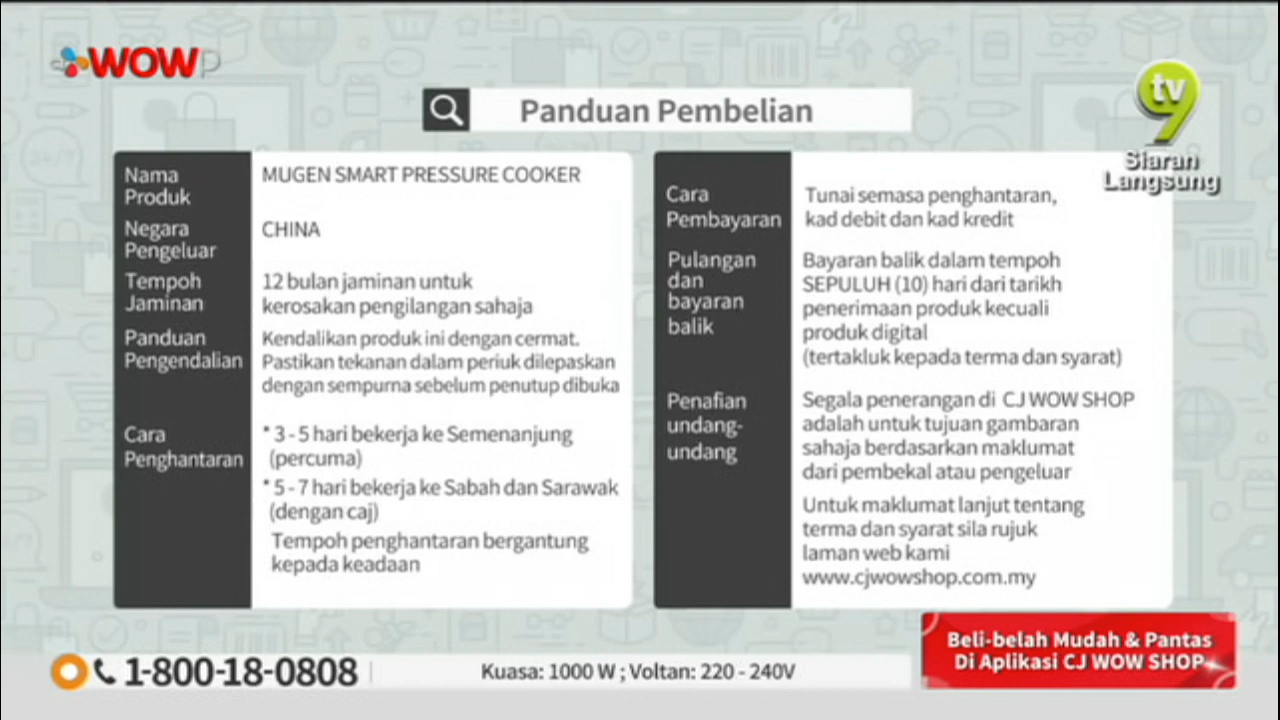 WOW
tv9
Siaran
Langsung
Panduan Pembelian
Nama
Produk
MUGEN SMART PRESSURE COOKER
Negara
Pengeluar
CHINA
Tempoh
Jaminan
12 bulan jaminan untuk
kerosakan pengilangan sahaja
Panduan
Pengendalian
Kendalikan produk ini dengan cermat.
Pastikan tekanan dalam periuk dilepaskan
dengan sempurna sebelum penutup dibuka
Cara
Penghantaran
* 3 - 5 hari bekerja ke Semenanjung
(percuma)
* 5 - 7 hari bekerja ke Sabah dan Sarawak
(dengan caj)
Tempoh penghantaran bergantung
kepada keadaan
Cara
Pembayaran
Tunai semasa penghantaran,
kad debit dan kad kredit
Pulangan
dan
bayaran
balik
Bayaran balik dalam tempoh
SEPULUH (10) hari dari tarikh
penerimaan produk kecuali
produk digital
(tertakluk kepada terma dan syarat)
Penafian
undang-
undang
Segala penerangan di CJ WOW SHOP
adalah untuk tujuan gambaran
sahaja berdasarkan maklumat
dari pembekal atau pengeluar
Untuk maklumat lanjut tentang
terma dan syarat sila rujuk
laman web kami
www.cjwowshop.com.my
1-800-18-0808
Kuasa: 1000 W ; Voltan: 220 - 240V
Beli-belah Mudah & Pantas
Di Aplikasi CJ WOW SHOP